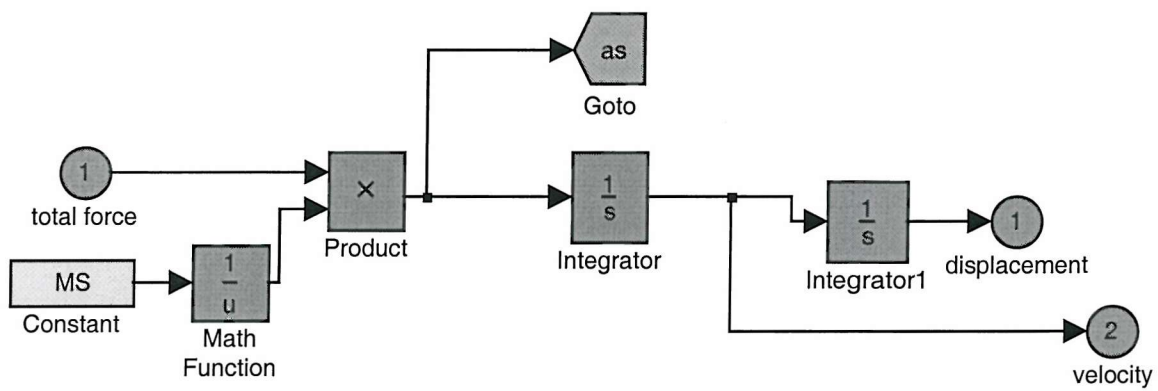 as
Goto
1
total force
×
Product
1
s
Integrator
1
s
Integrator1
1
displacement
MS
Constant
1
u
Math
Function
2
velocity